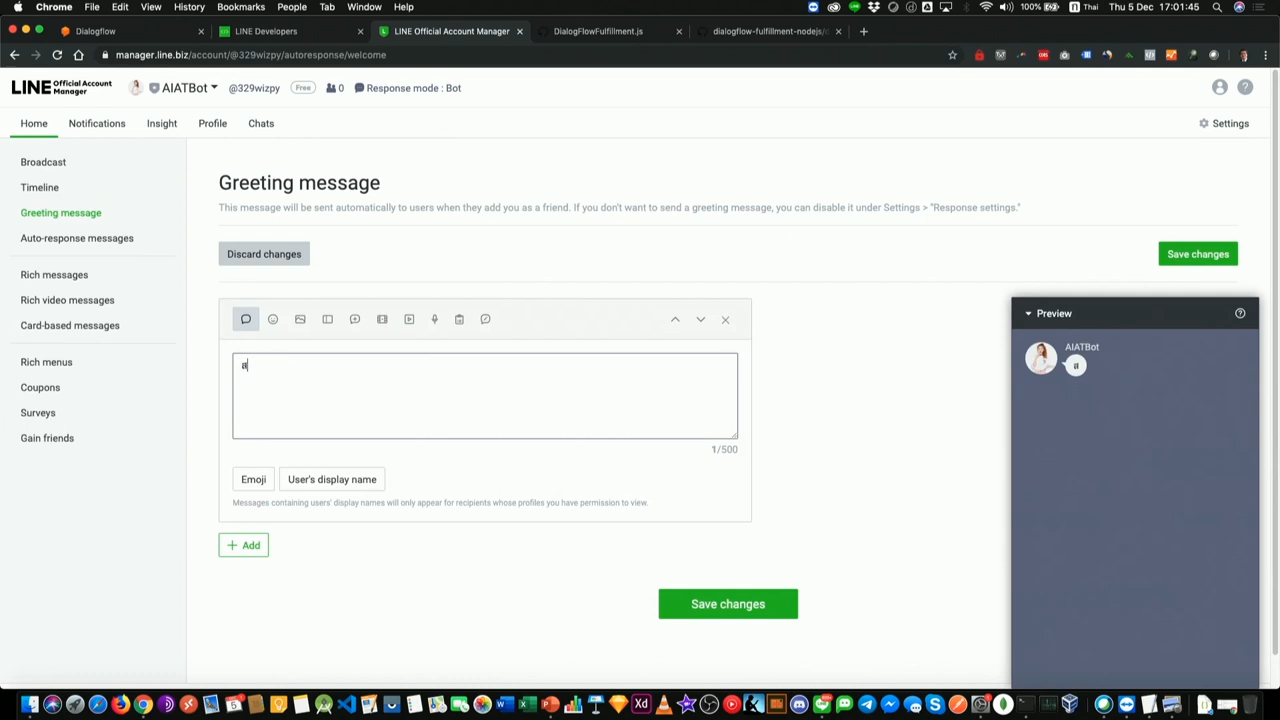 Chrome File Edit View History Bookmarks People Tab Window Help 100% Thai Thu 5 Dec 17:01:45
Dialogflow LINE Developers LINE Official Account Manager DialogFlowFulfillment.js dialogflow-fulfillment-nodejs/
manager.line.biz/account/@329wizpy/autoresponse/welcome
LINE Official Account Manager AIATBot @329wizpy Free 0 Response mode : Bot
Home Notifications Insight Profile Chats Settings
Broadcast
Timeline
Greeting message
Auto-response messages
Rich messages
Rich video messages
Card-based messages
Rich menus
Coupons
Surveys
Gain friends
Greeting message
This message will be sent automatically to users when they add you as a friend. If you don't want to send a greeting message, you can disable it under Settings > "Response settings."
Discard changes Save changes
ส
1/500
Emoji User's display name
Messages containing users' display names will only appear for recipients whose profiles you have permission to view.
+ Add
Save changes
Preview
AIATBot
ส